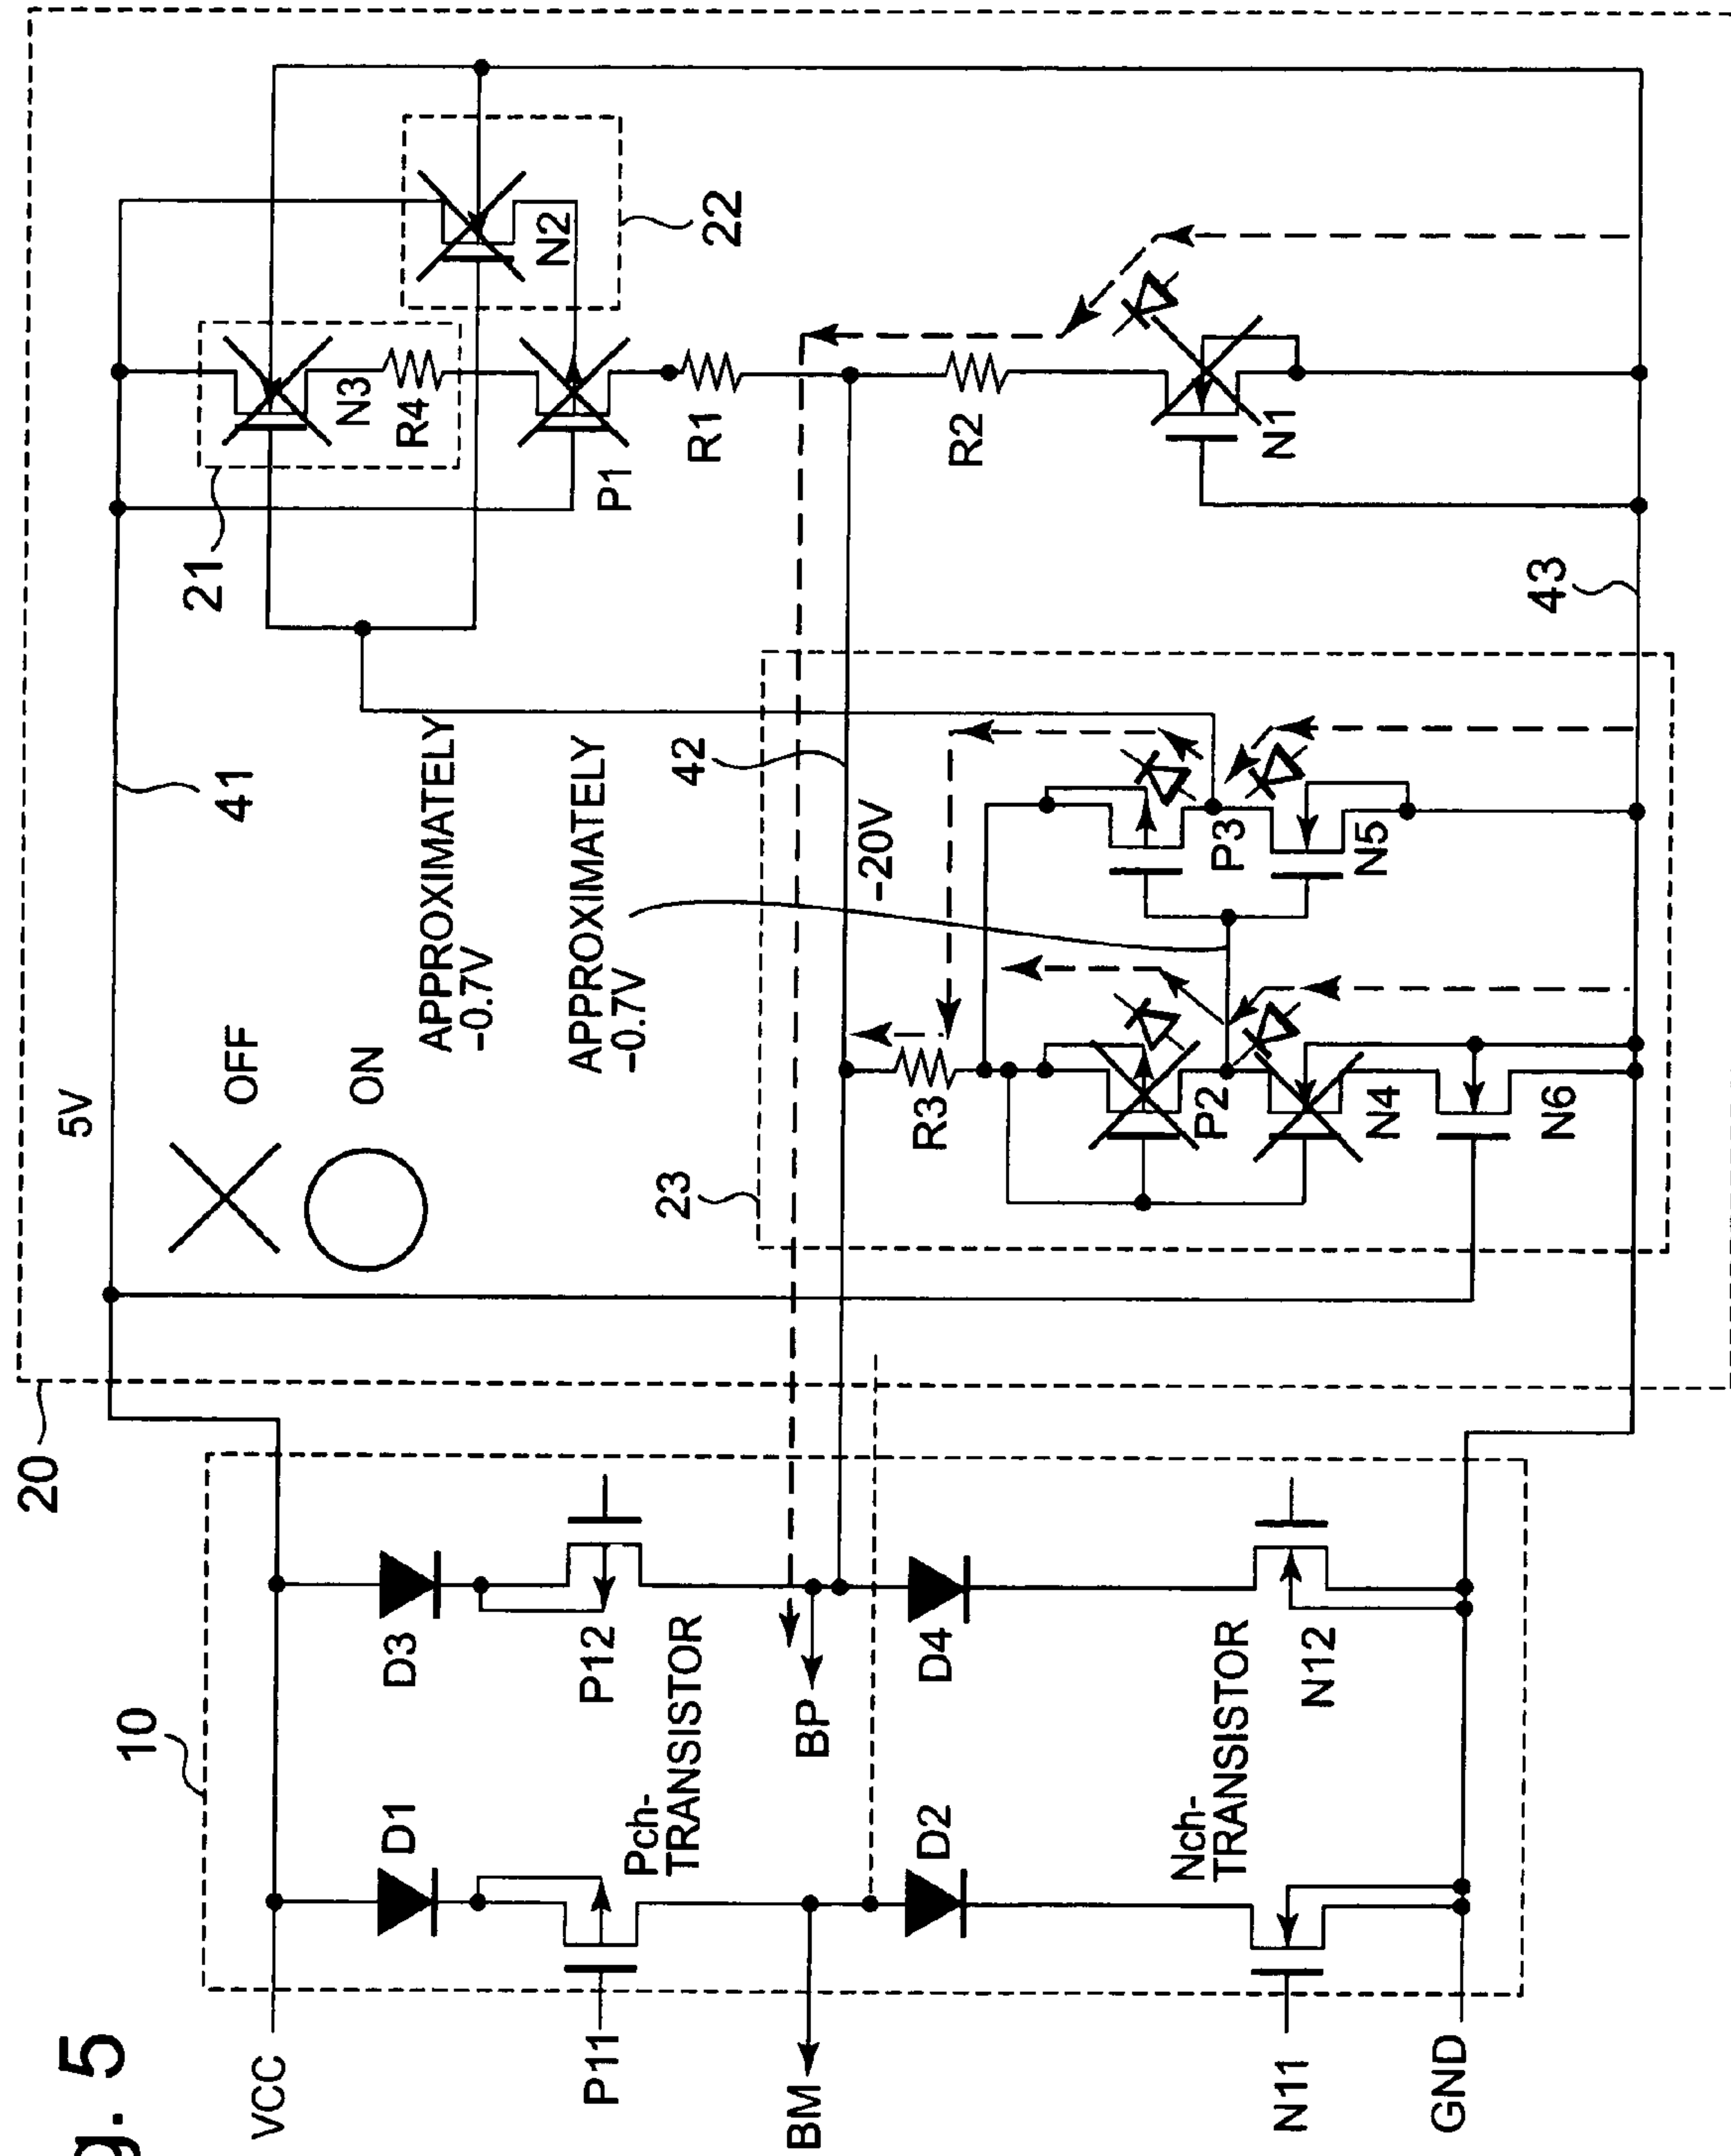 g. 5
20
10
VCC
D1
D3
P11
P12
Pch-
TRANSISTOR
BM
BP
D2
D4
Nch-
TRANSISTOR
N11
N12
GND
5V
OFF
ON
41
APPROXIMATELY
-0.7V
APPROXIMATELY
-0.7V
42
-20V
23
R3
P2
N4
N6
P3
N5
43
21
N3
R4
P1
N2
22
R1
R2
N1